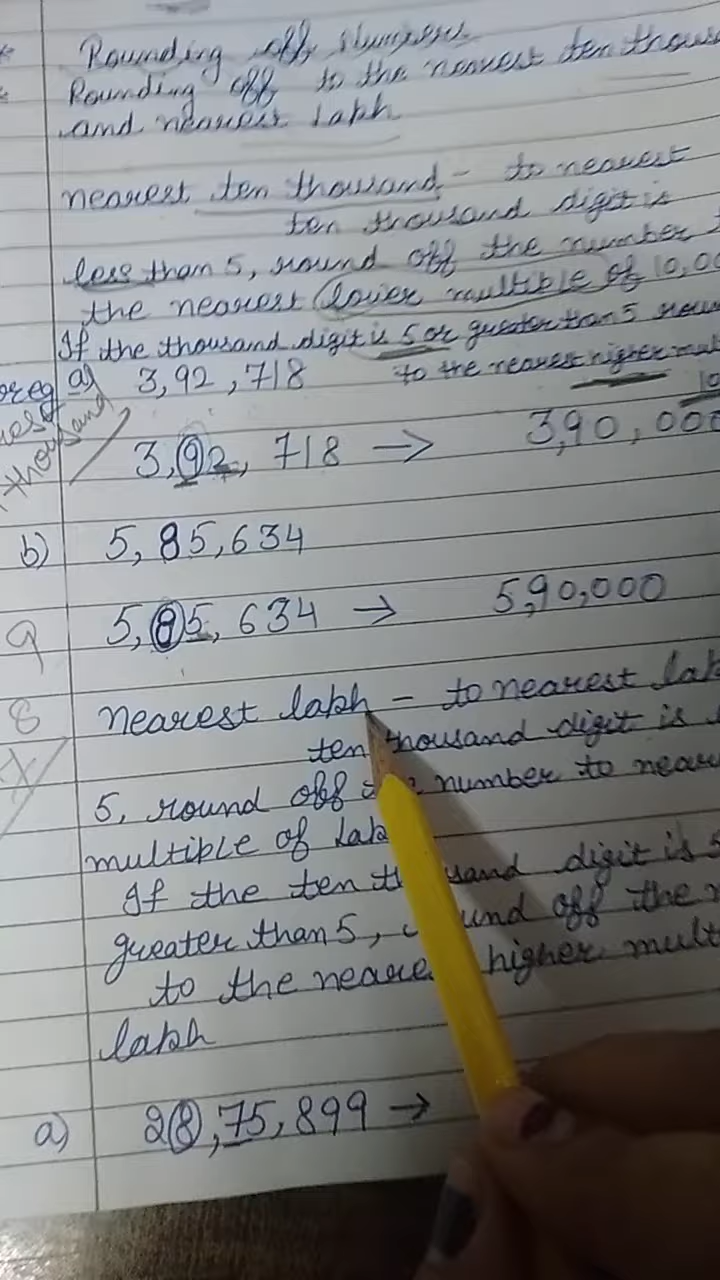 Rounding off Numbers
Rounding off to the nearest ten thous
and nearest lakh
nearest ten thousand - to nearest
ten thousand digit is
less than 5, round off the number
the nearest lower multiple of 10,00
If the thousand digit is 5 or greater than 5
for eg a) 3,92,718 to the nearest higher mul
thousand
3,92,718 → 3,90,000
b) 5,85,634
5,85,634 → 5,90,000
nearest lakh - to nearest lak
ten thousand digit is
5, round off number to near
multiple of lak
If the ten th sand digit is 5
greater than 5, und off the
to the neare higher mult
lakh
a) 28,75,899 →